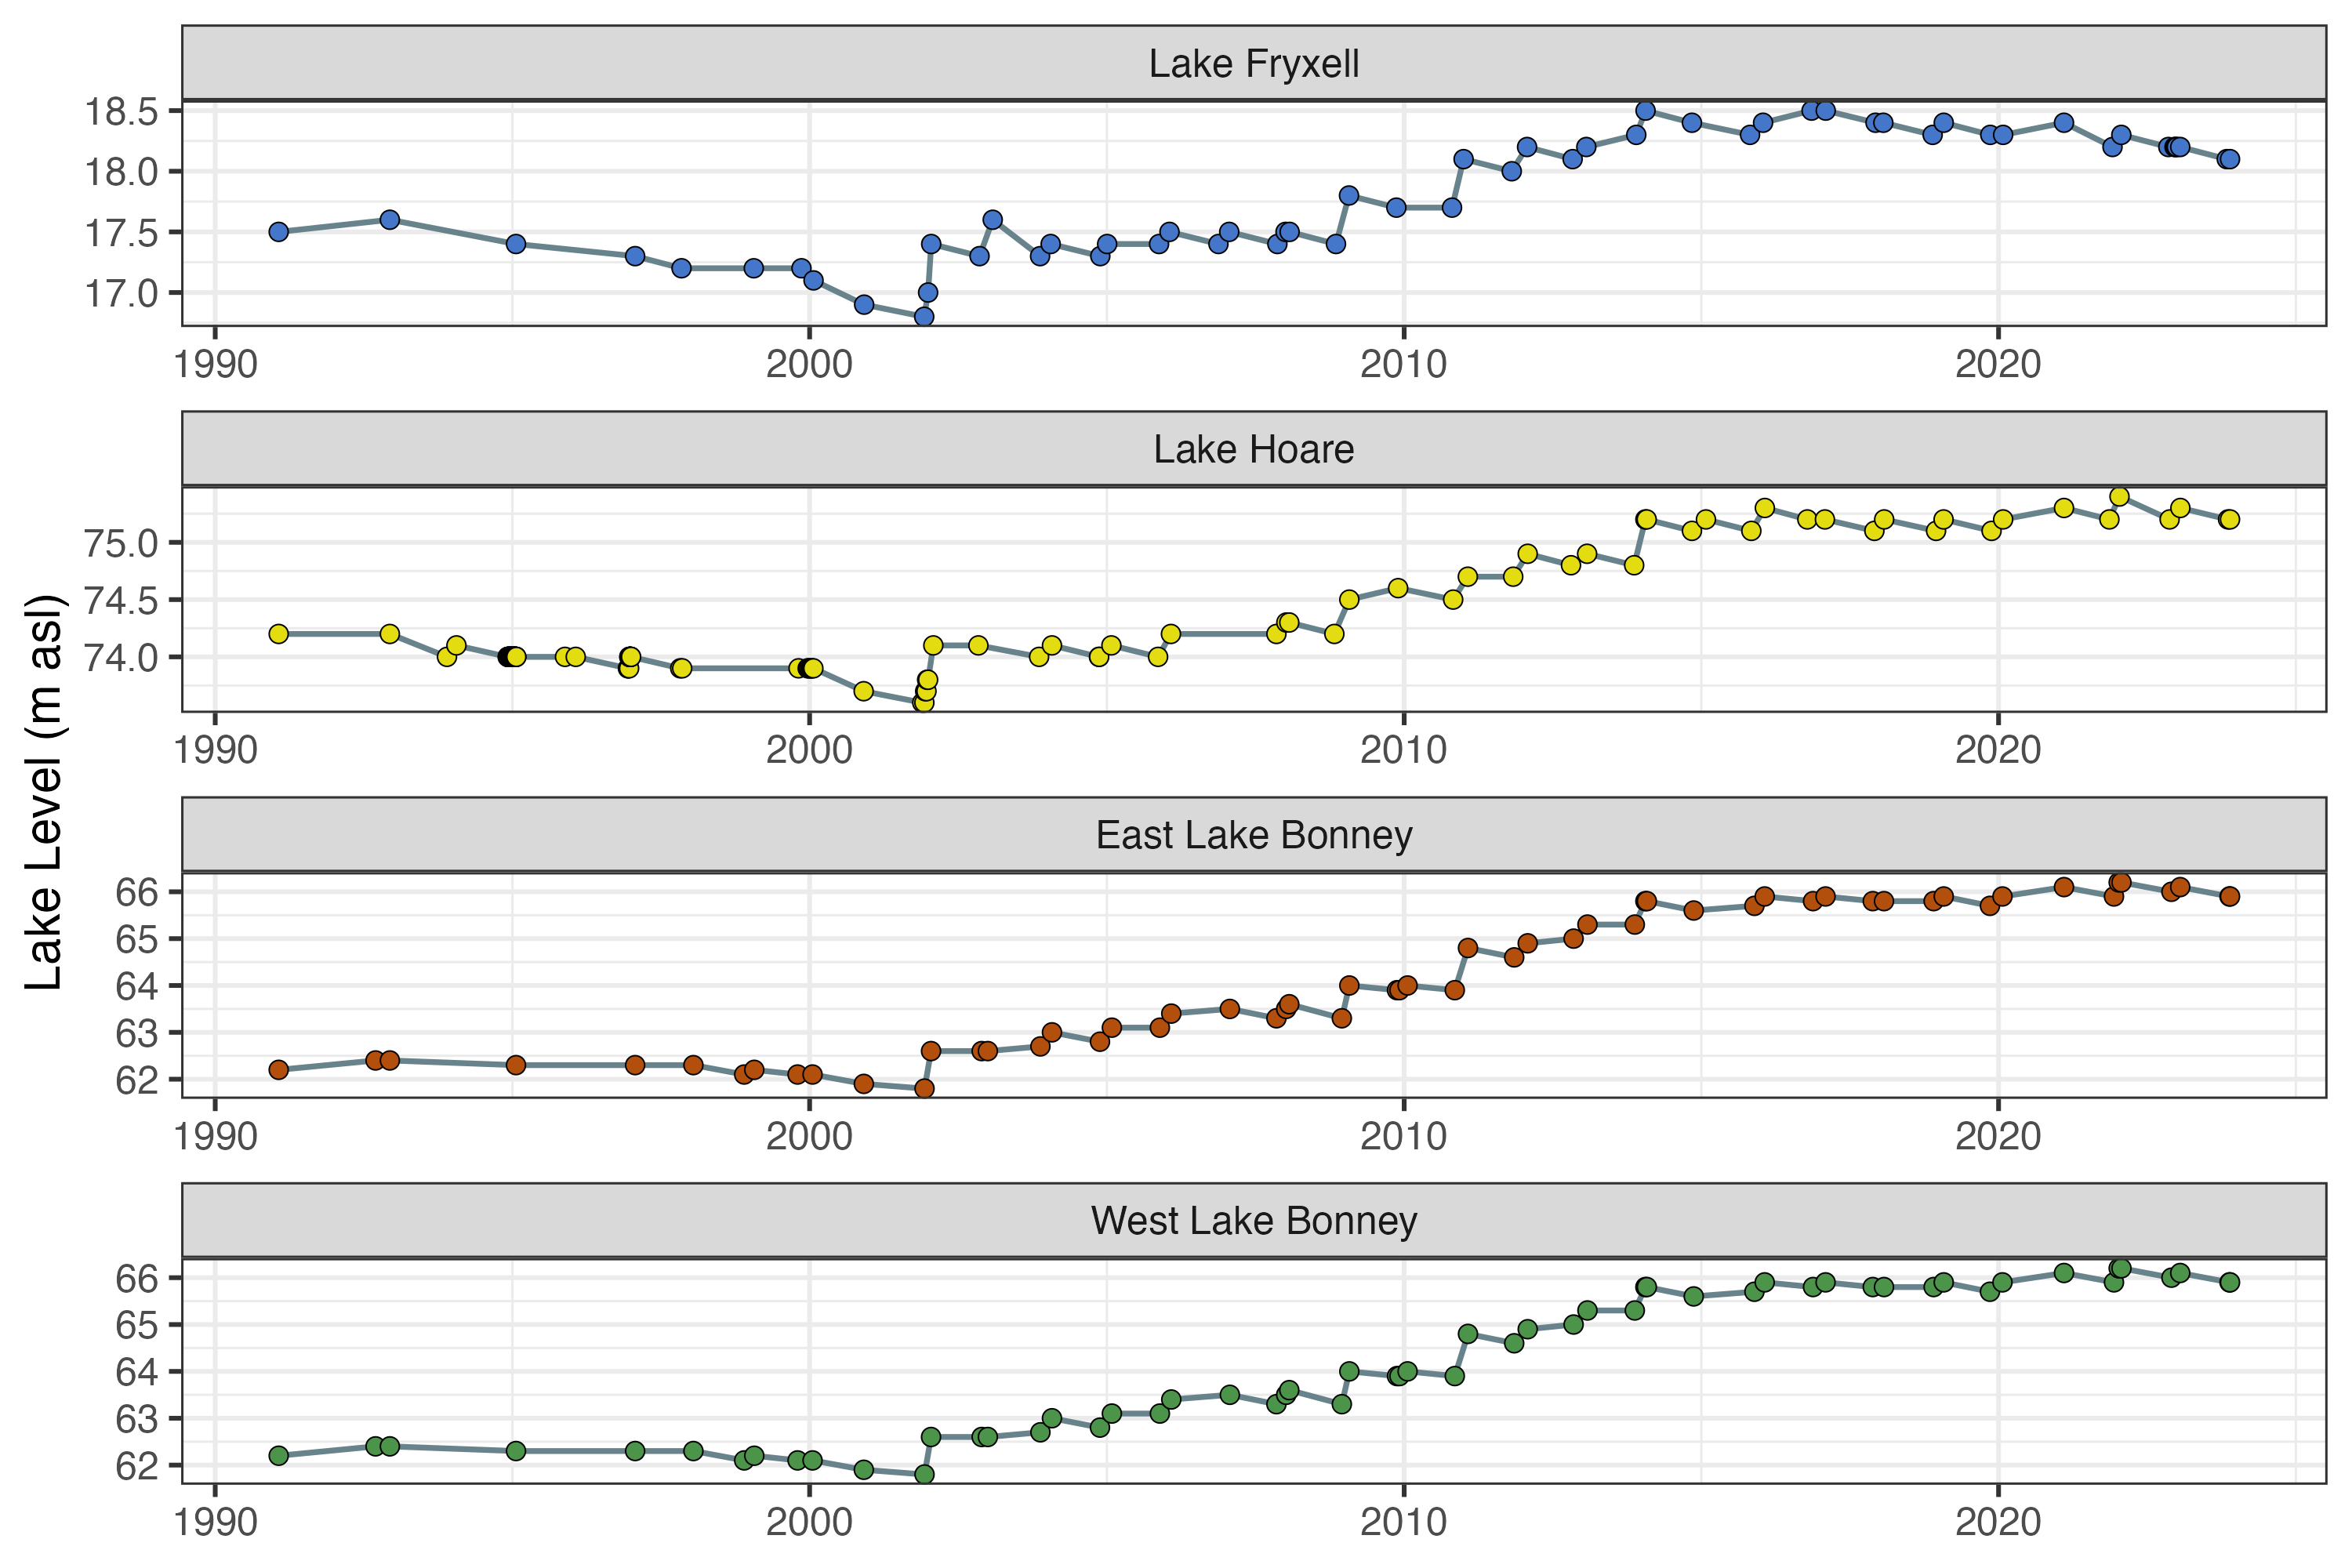 Lake Level (m asl)
Lake Fryxell
18.5
18.0
17.5
17.0
1990 2000 2010 2020
Lake Hoare
75.0
74.5
74.0
1990 2000 2010 2020
East Lake Bonney
66
65
64
63
62
1990 2000 2010 2020
West Lake Bonney
66
65
64
63
62
1990 2000 2010 2020